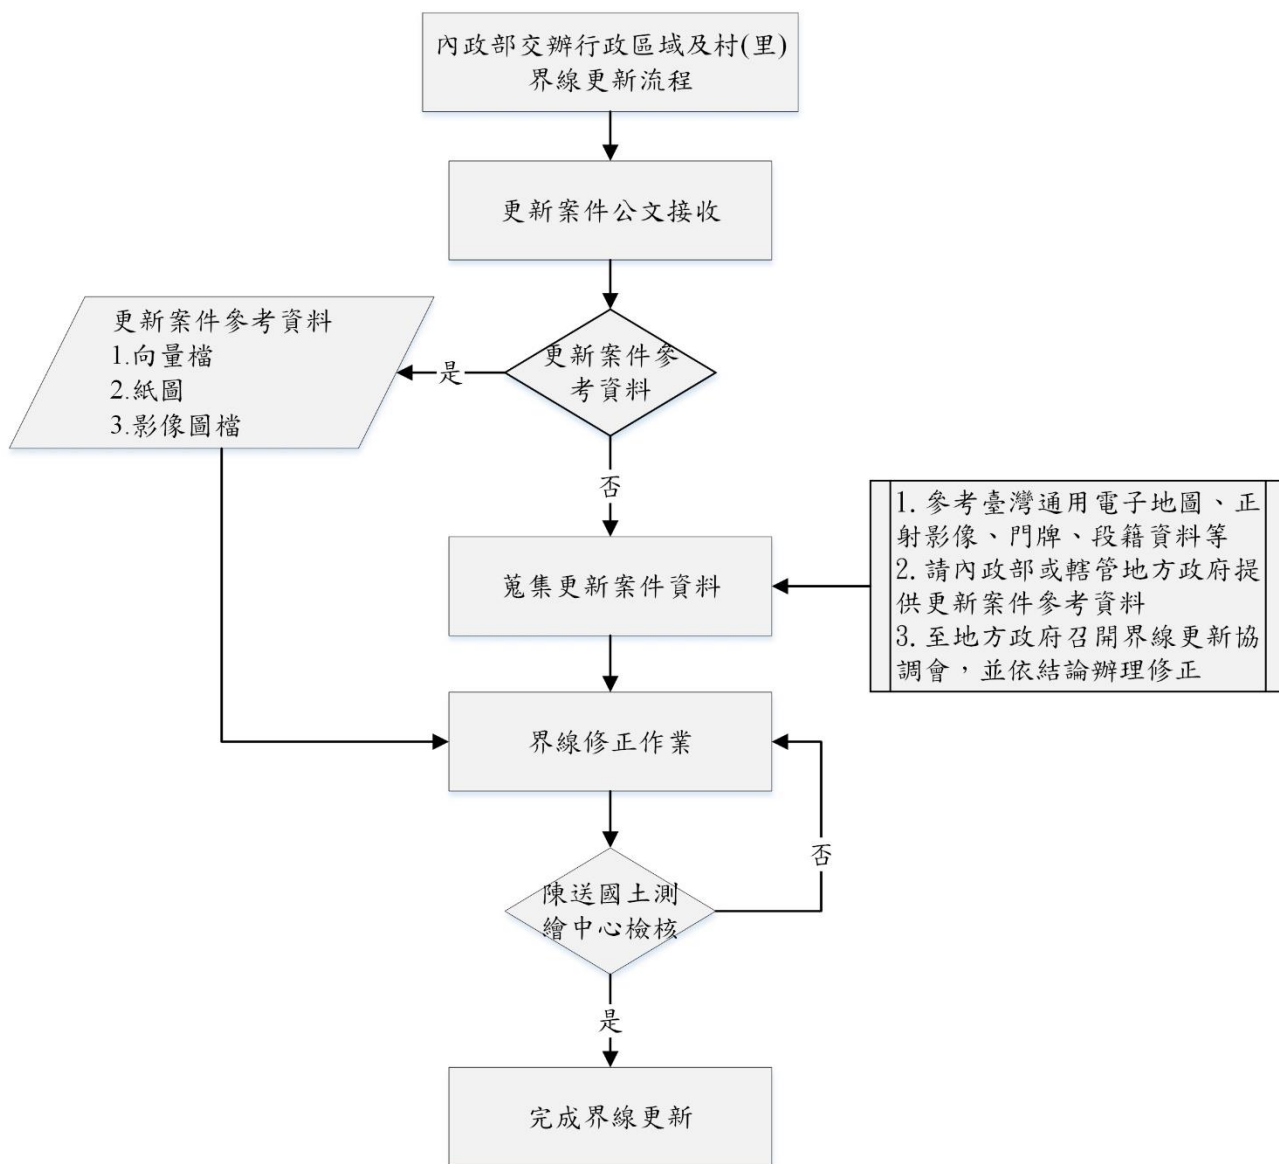 內政部交辦行政區域及村(里)
界線更新流程
更新案件公文接收
更新案件參考資料
1.向量檔
2.紙圖
3.影像圖檔
是
更新案件參
考資料
否
1. 參考臺灣通用電子地圖、正
射影像、門牌、段籍資料等
2. 請內政部或轄管地方政府提
供更新案件參考資料
3. 至地方政府召開界線更新協
調會，並依結論辦理修正
蒐集更新案件資料
界線修正作業
否
陳送國土測
繪中心檢核
是
完成界線更新